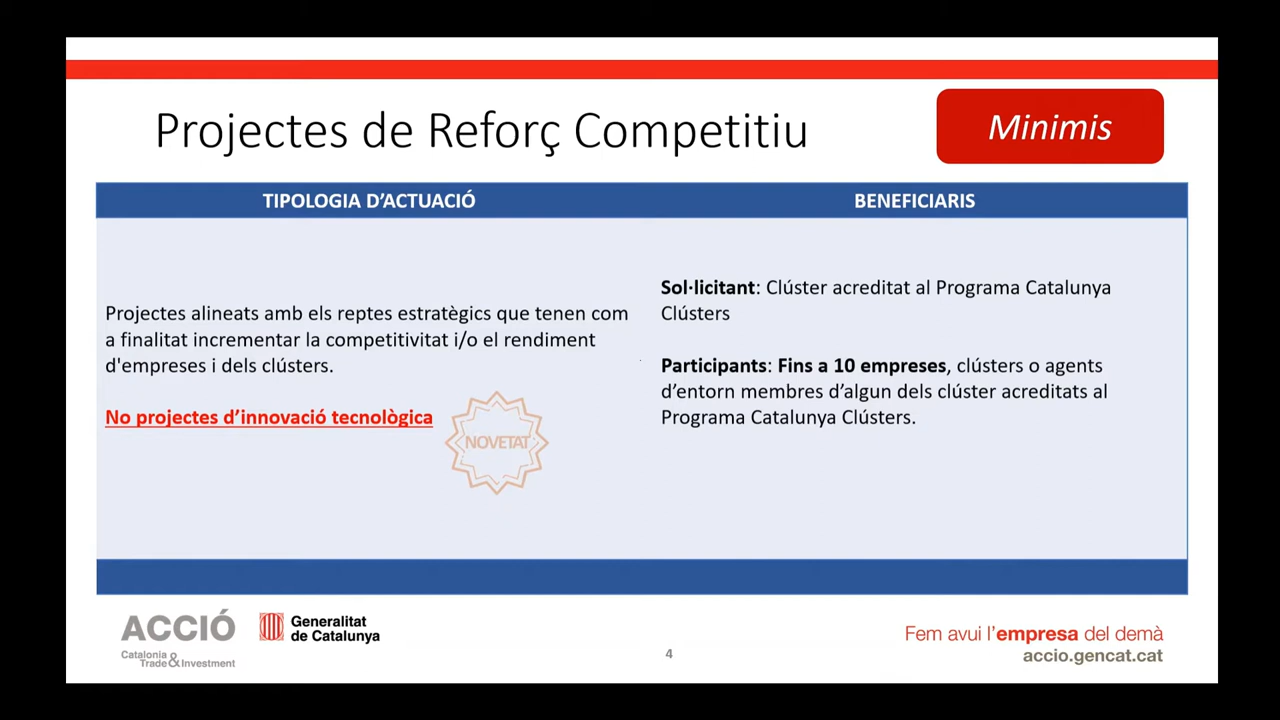 Projectes de Reforç Competitiu
Minimis
TIPOLOGIA D’ACTUACIÓ
BENEFICIARIS
Projectes alineats amb els reptes estratègics que tenen com
a finalitat incrementar la competitivitat i/o el rendiment
d'empreses i dels clústers.
No projectes d’innovació tecnològica
NOVETAT
Sol·licitant: Clúster acreditat al Programa Catalunya
Clústers
Participants: Fins a 10 empreses, clústers o agents
d’entorn membres d’algun dels clúster acreditats al
Programa Catalunya Clústers.
ACCIÓ
Catalonia
Trade & Investment
Generalitat
de Catalunya
4
Fem avui l’empresa del demà
accio.gencat.cat